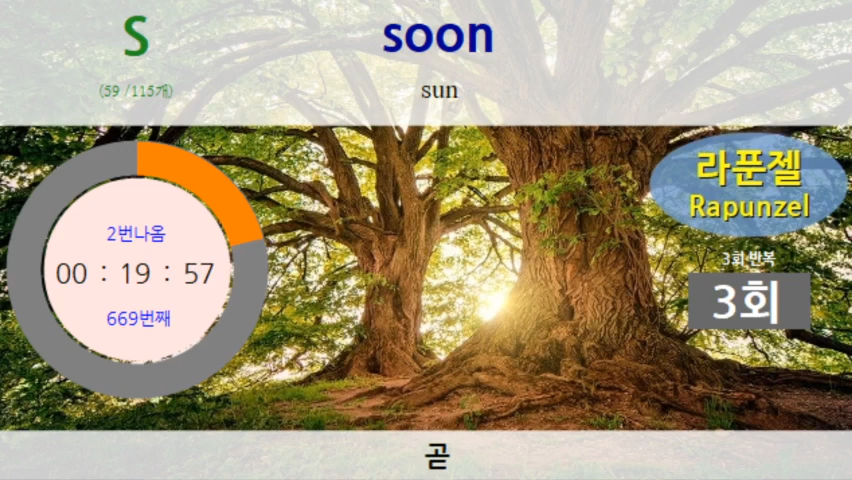 S
(59 /115개)
soon
sun
2번나옴
00 : 19 : 57
669번째
라푼젤
Rapunzel
3회 반복
3회
곧